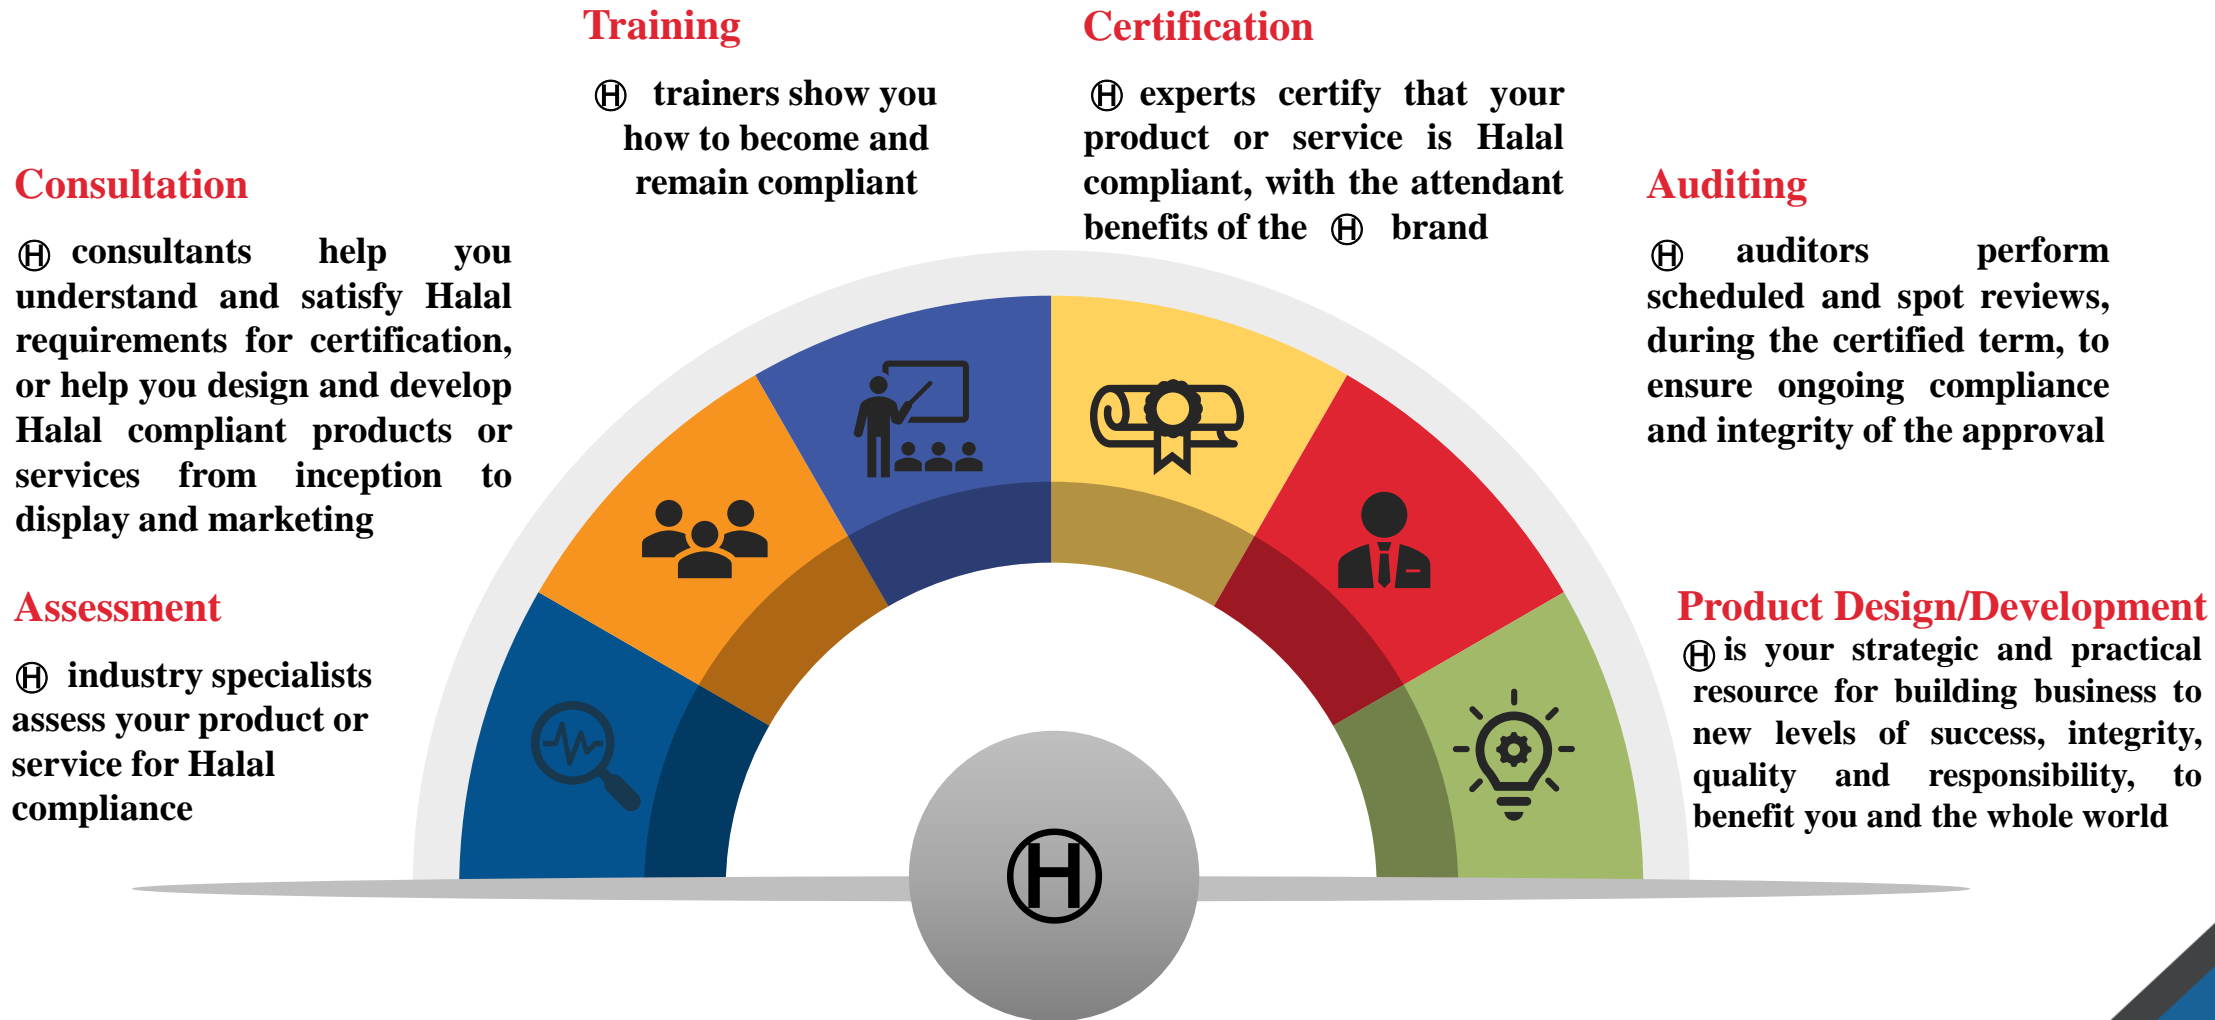 Training
Ⓗ trainers show you
how to become and
remain compliant
Certification
Ⓗ experts certify that your
product or service is Halal
compliant, with the attendant
benefits of the Ⓗ brand
Consultation
Ⓗ consultants help you
understand and satisfy Halal
requirements for certification,
or help you design and develop
Halal compliant products or
services from inception to
display and marketing
Auditing
Ⓗ auditors perform
scheduled and spot reviews,
during the certified term, to
ensure ongoing compliance
and integrity of the approval
Assessment
Ⓗ industry specialists
assess your product or
service for Halal
compliance
Product Design/Development
Ⓗ is your strategic and practical
resource for building business to
new levels of success, integrity,
quality and responsibility, to
benefit you and the whole world
Ⓗ